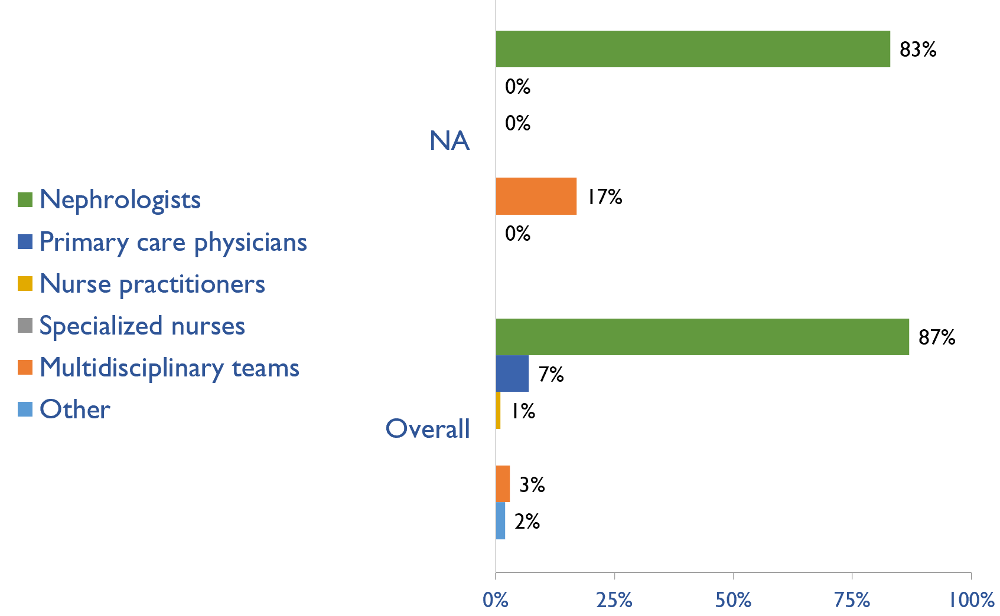 83%
0%
0%
NA
17%
0%
Nephrologists
Primary care physicians
Nurse practitioners
Specialized nurses
Multidisciplinary teams
Other
87%
7%
1%
Overall
3%
2%
0% 25% 50% 75% 100%